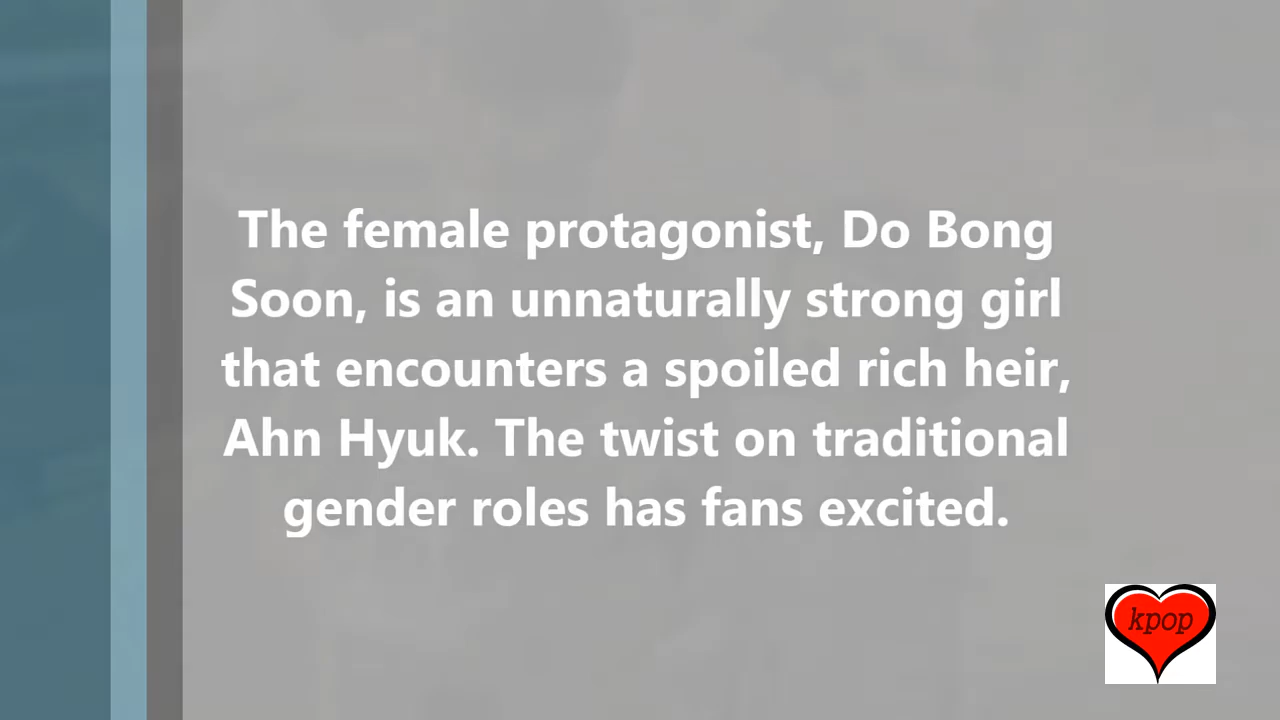 The female protagonist, Do Bong
Soon, is an unnaturally strong girl
that encounters a spoiled rich heir,
Ahn Hyuk. The twist on traditional
gender roles has fans excited.
kpop